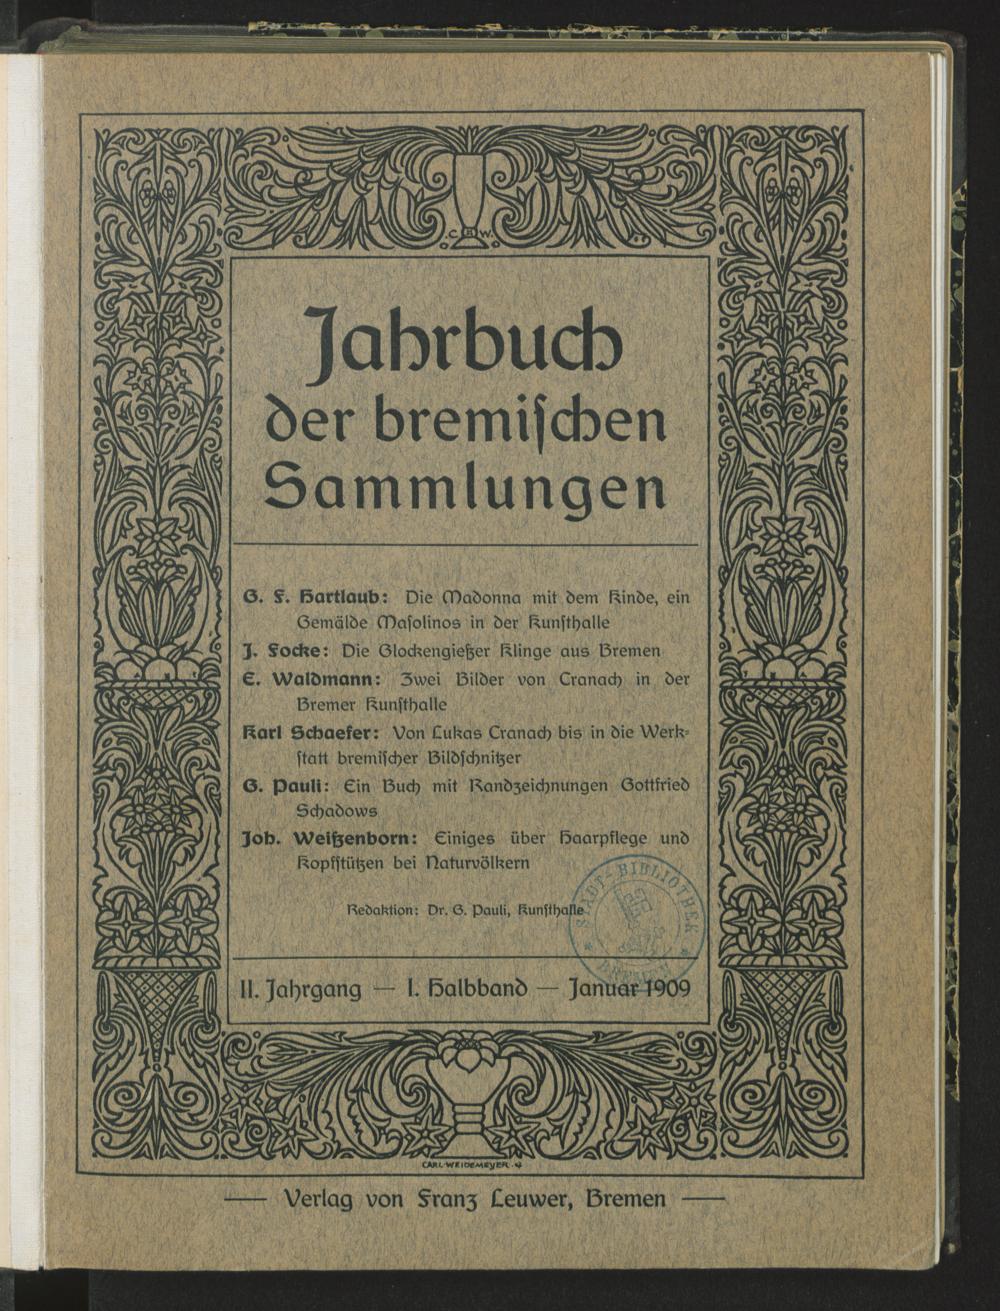 C. B. W.
Jahrbuch
der bremiſchen
Sammlungen
G. F. Hartlaub: Die Madonna mit dem Kinde, ein
Gemälde Maſolinos in der Kunſthalle
J. Focke: Die Glockengießer Klinge aus Bremen
E. Waldmann: Zwei Bilder von Cranach in der
Bremer Kunſthalle
Karl Schaefer: Von Lukas Cranach bis in die Werk-
ſtatt bremiſcher Bildſchnitzer
G. Pauli: Ein Buch mit Randzeichnungen Gottfried
Schadows
Joh. Weißenborn: Einiges über Haarpflege und
Kopfſtützen bei Naturvölkern
Redaktion: Dr. G. Pauli, Kunſthalle
STADT-BIBLIOTHEK
* BREMEN *
II. Jahrgang — I. Halbband — Januar 1909
CARL·WEIDEMEYER·
— Verlag von Franz Leuwer, Bremen —